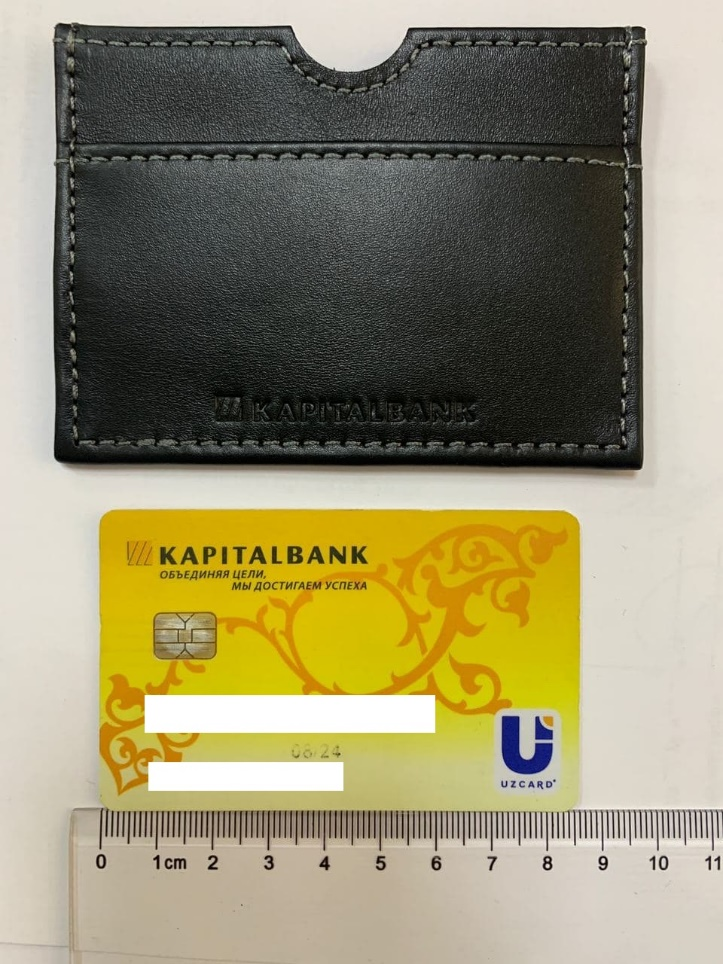 KAPITALBANK
KAPITALBANK
ОБЪЕДИНЯЯ ЦЕЛИ,
МЫ ДОСТИГАЕМ УСПЕХА
08/24
UZCARD
0 1cm 2 3 4 5 6 7 8 9 10 11